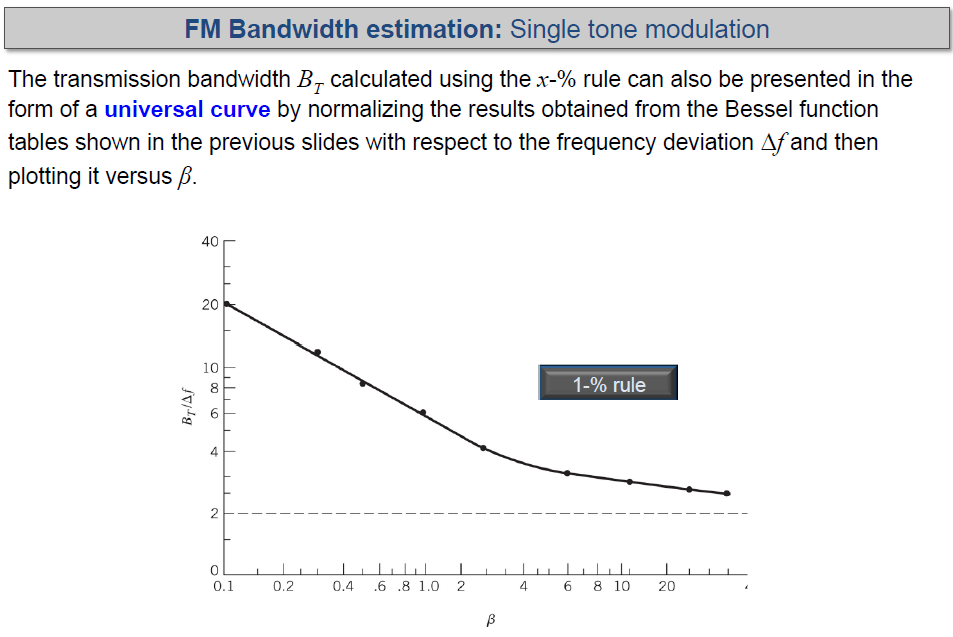 FM Bandwidth estimation: Single tone modulation
The transmission bandwidth B_T calculated using the x-% rule can also be presented in the
form of a universal curve by normalizing the results obtained from the Bessel function
tables shown in the previous slides with respect to the frequency deviation Δf and then
plotting it versus β.
40
20
10
8
6
4
2
0
B_T/Δf
1-% rule
0.1 0.2 0.4 .6 .8 1.0 2 4 6 8 10 20
β